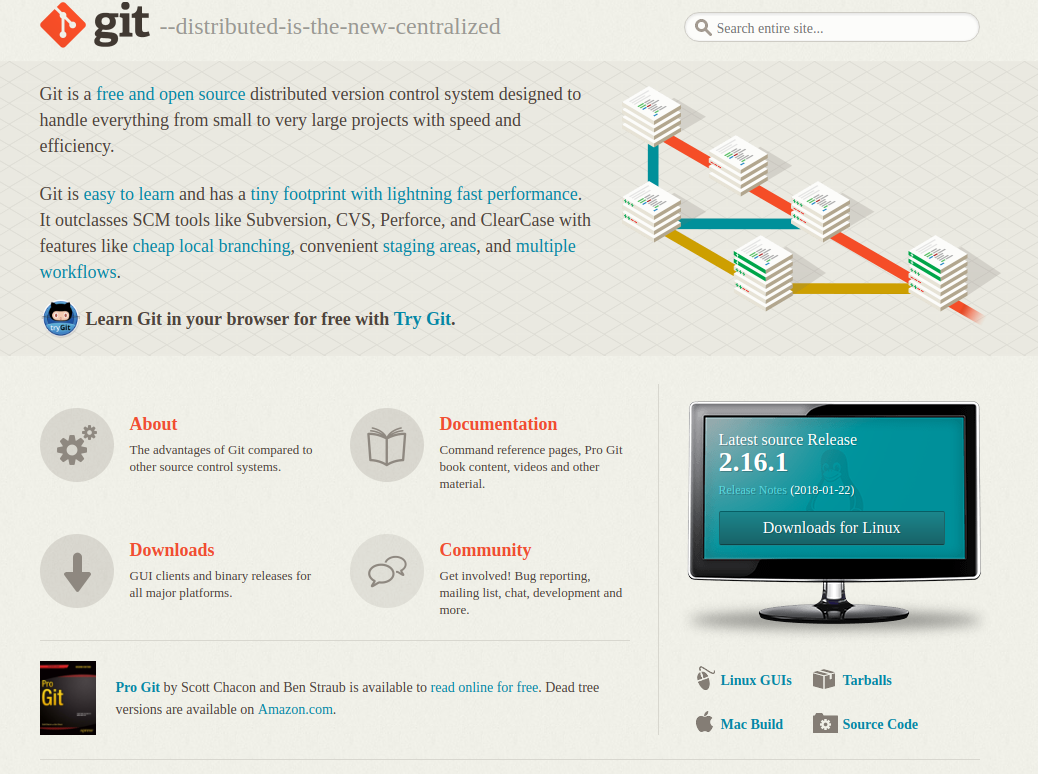 git --distributed-is-the-new-centralized
Search entire site...
Git is a free and open source distributed version control system designed to
handle everything from small to very large projects with speed and
efficiency.
Git is easy to learn and has a tiny footprint with lightning fast performance.
It outclasses SCM tools like Subversion, CVS, Perforce, and ClearCase with
features like cheap local branching, convenient staging areas, and multiple
workflows.
tryGit
Learn Git in your browser for free with Try Git.
About
The advantages of Git compared to
other source control systems.
Documentation
Command reference pages, Pro Git
book content, videos and other
material.
Downloads
GUI clients and binary releases for
all major platforms.
Community
Get involved! Bug reporting,
mailing list, chat, development and
more.
Pro
Git
Pro Git by Scott Chacon and Ben Straub is available to read online for free. Dead tree
versions are available on Amazon.com.
Latest source Release
2.16.1
Release Notes (2018-01-22)
Downloads for Linux
Linux GUIs
Tarballs
Mac Build
Source Code